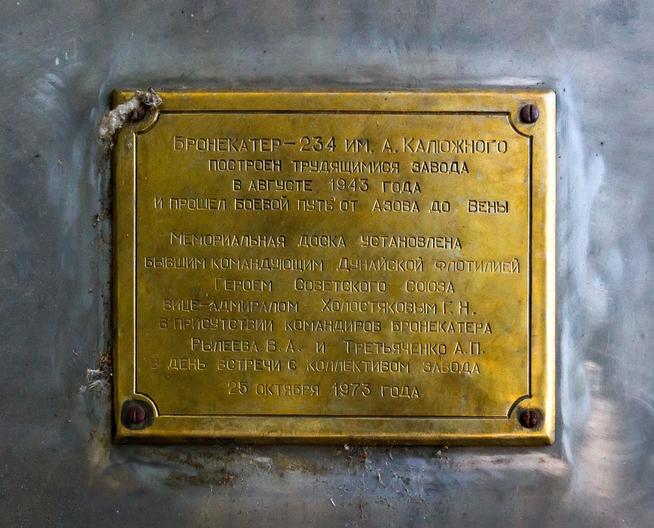 БРОНЕКАТЕР-234 ИМ. А. КАЛЮЖНОГО
ПОСТРОЕН ТРУДЯЩИМИСЯ ЗАВОДА
В АВГУСТЕ 1943 ГОДА
И ПРОШЕЛ БОЕВОЙ ПУТЬ ОТ АЗОВА ДО ВЕНЫ
МЕМОРИАЛЬНАЯ ДОСКА УСТАНОВЛЕНА
БЫВШИМ КОМАНДУЮЩИМ ДУНАЙСКОЙ ФЛОТИЛИЕЙ
ГЕРОЕМ СОВЕТСКОГО СОЮЗА
ВИЦЕ-АДМИРАЛОМ ХОЛОСТЯКОВЫМ Г. Н.
В ПРИСУТСТВИИ КОМАНДИРОВ БРОНЕКАТЕРА
РЫЛЕЕВА В. А. И ТРЕТЬЯЧЕНКО А.П.
В ДЕНЬ ВСТРЕЧИ С КОЛЛЕКТИВОМ ЗАВОДА
25 ОКТЯБРЯ 1973 ГОДА